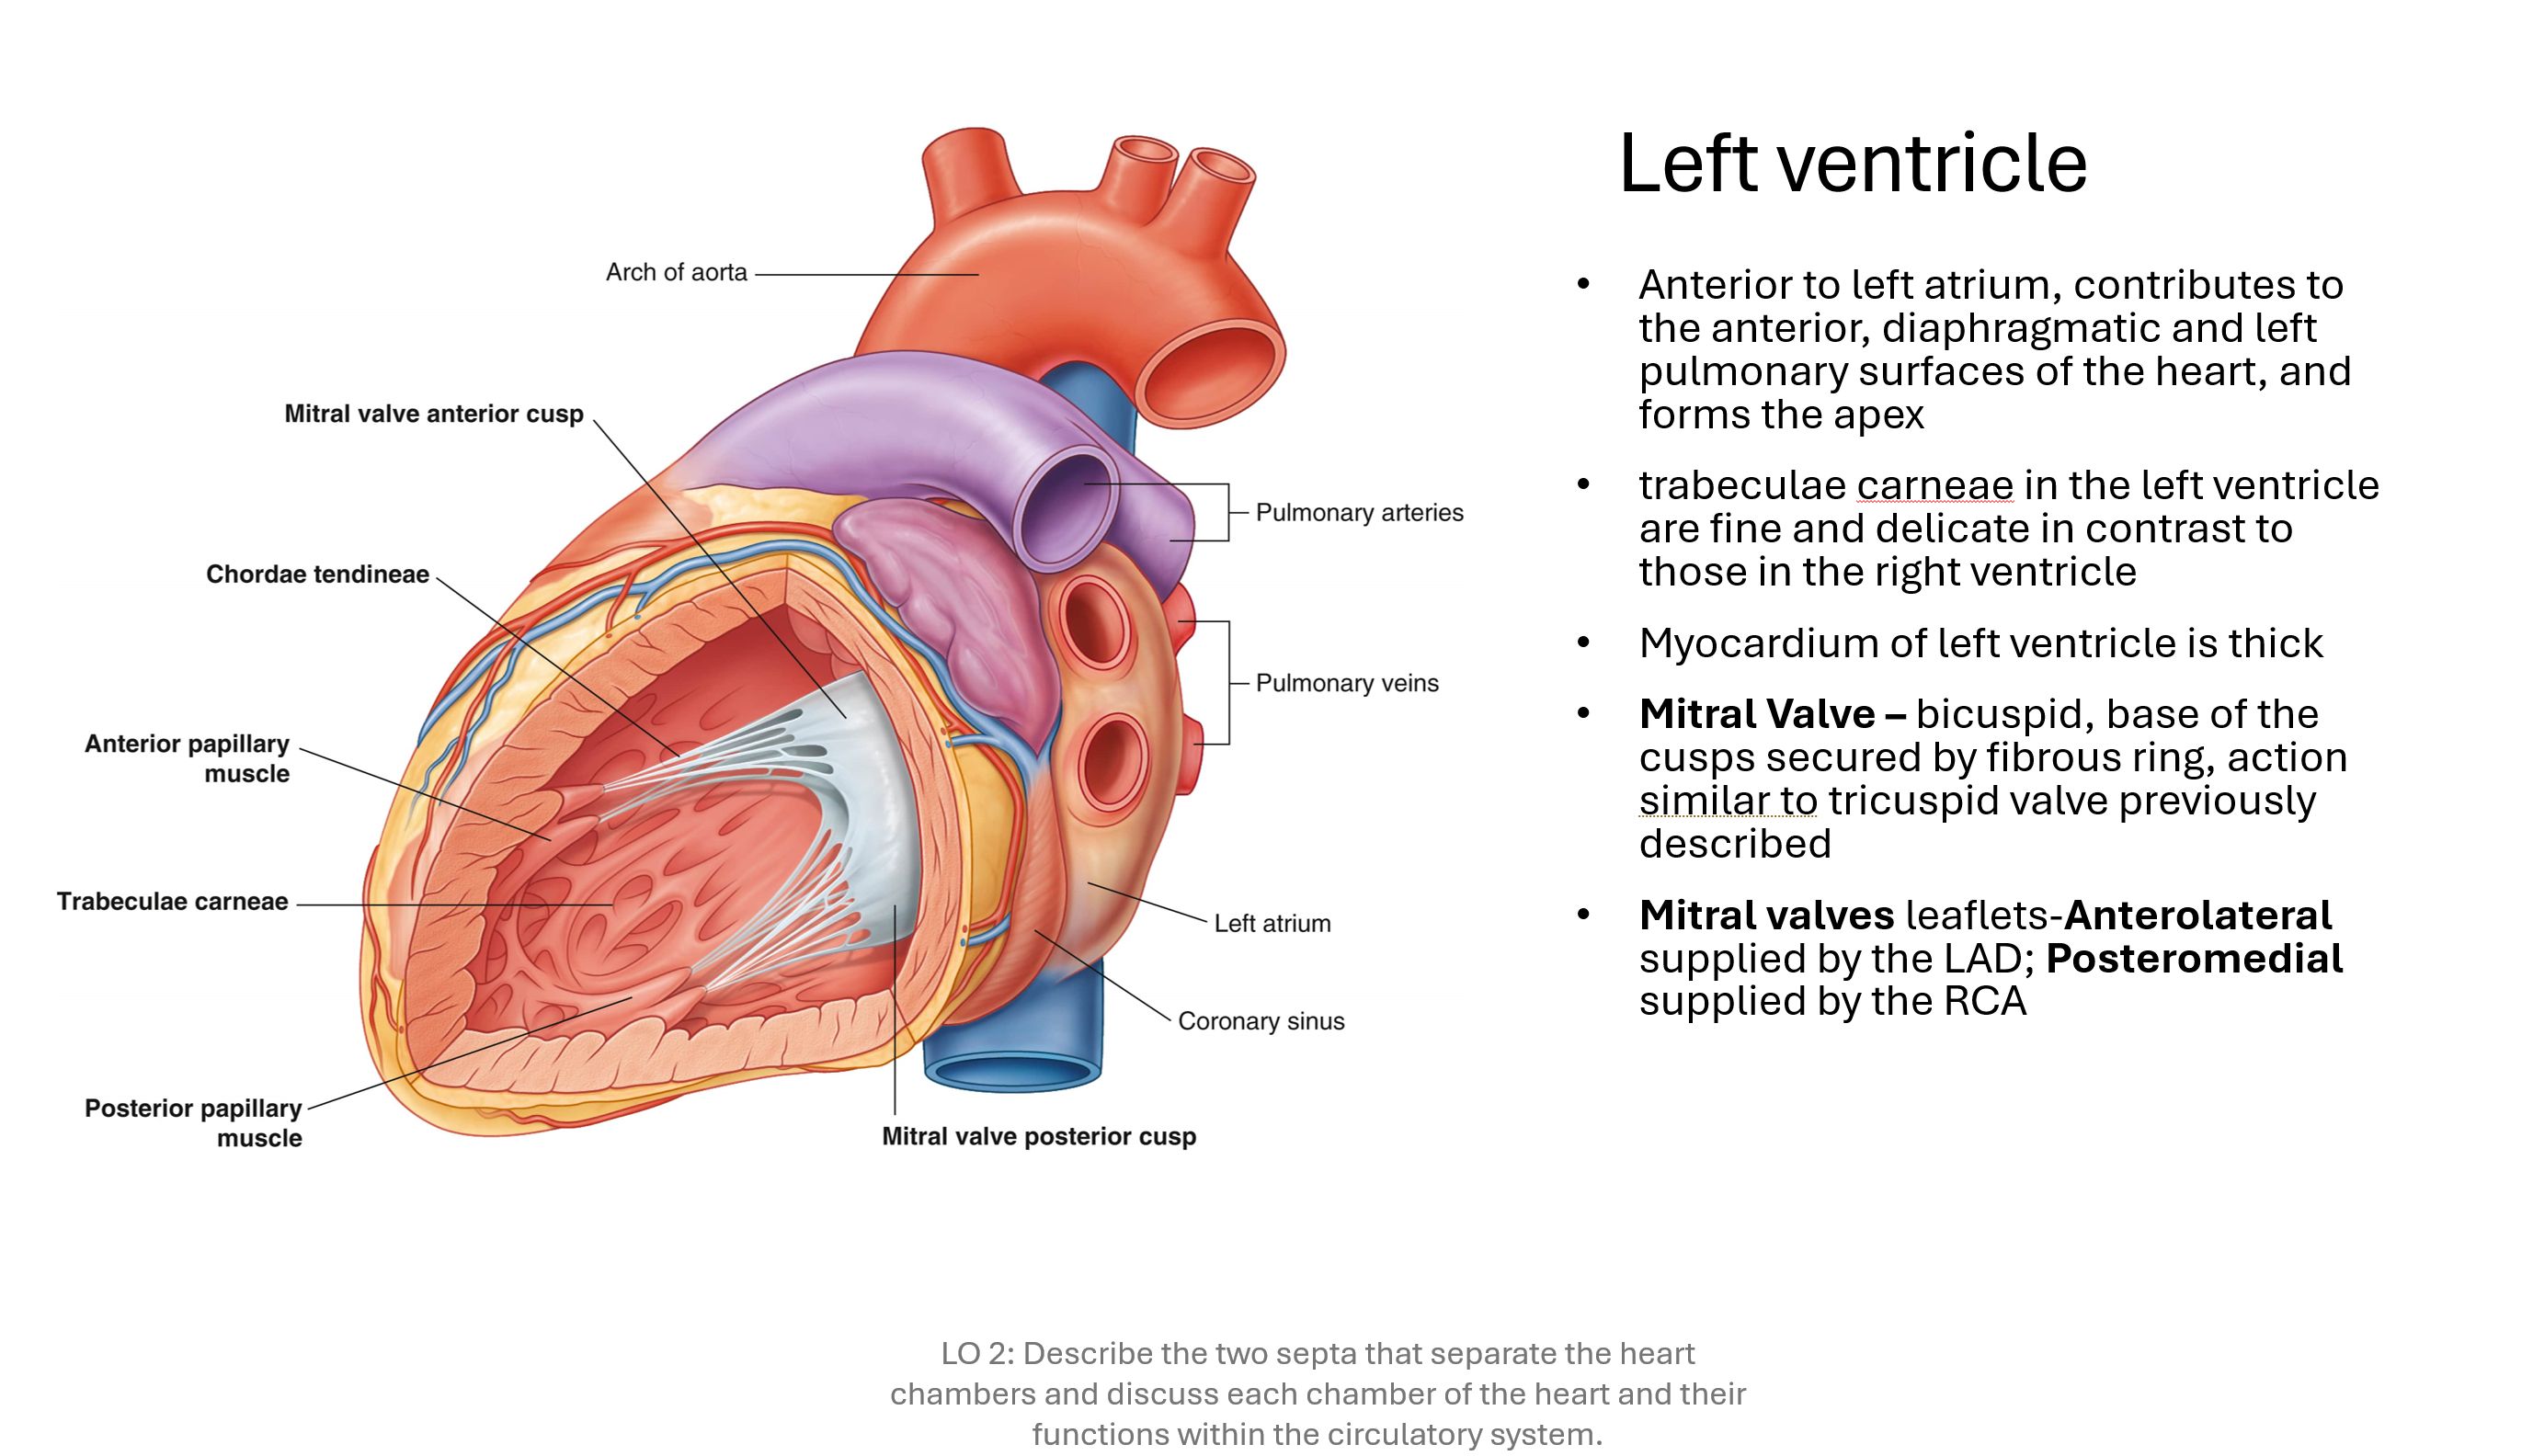 Left ventricle
Arch of aorta
Mitral valve anterior cusp
Chordae tendineae
Anterior papillary
muscle
Trabeculae carneae
Posterior papillary
muscle
Pulmonary arteries
Pulmonary veins
Left atrium
Coronary sinus
Mitral valve posterior cusp
• Anterior to left atrium, contributes to
the anterior, diaphragmatic and left
pulmonary surfaces of the heart, and
forms the apex
• trabeculae carneae in the left ventricle
are fine and delicate in contrast to
those in the right ventricle
• Myocardium of left ventricle is thick
• Mitral Valve – bicuspid, base of the
cusps secured by fibrous ring, action
similar to tricuspid valve previously
described
• Mitral valves leaflets-Anterolateral
supplied by the LAD; Posteromedial
supplied by the RCA
LO 2: Describe the two septa that separate the heart
chambers and discuss each chamber of the heart and their
functions within the circulatory system.